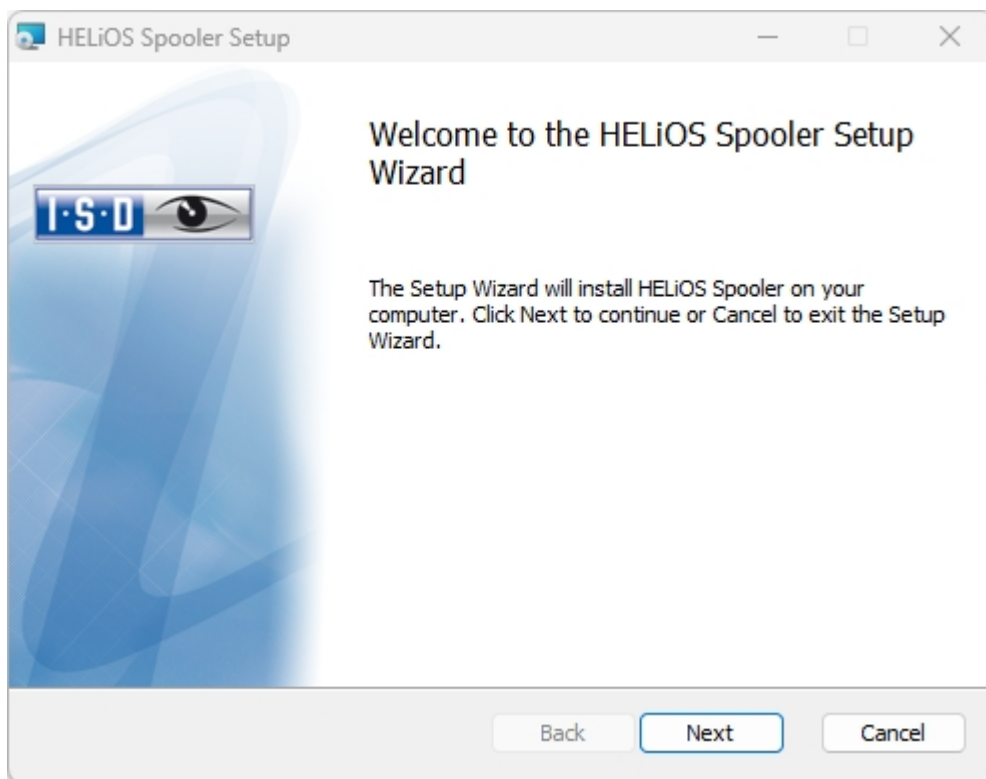 HELiOS Spooler Setup
Welcome to the HELiOS Spooler Setup
Wizard
I·S·D
The Setup Wizard will install HELiOS Spooler on your
computer. Click Next to continue or Cancel to exit the Setup
Wizard.
Back Next Cancel